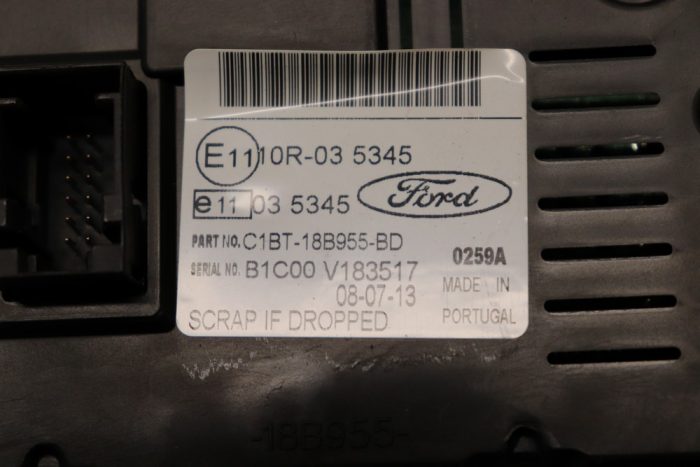 E11 10R-03 5345
e11 03 5345 Ford
PART NO. C1BT-18B955-BD
SERIAL NO. B1C00 V183517 0259A
08-07-13 MADE IN
SCRAP IF DROPPED PORTUGAL
-18B955-